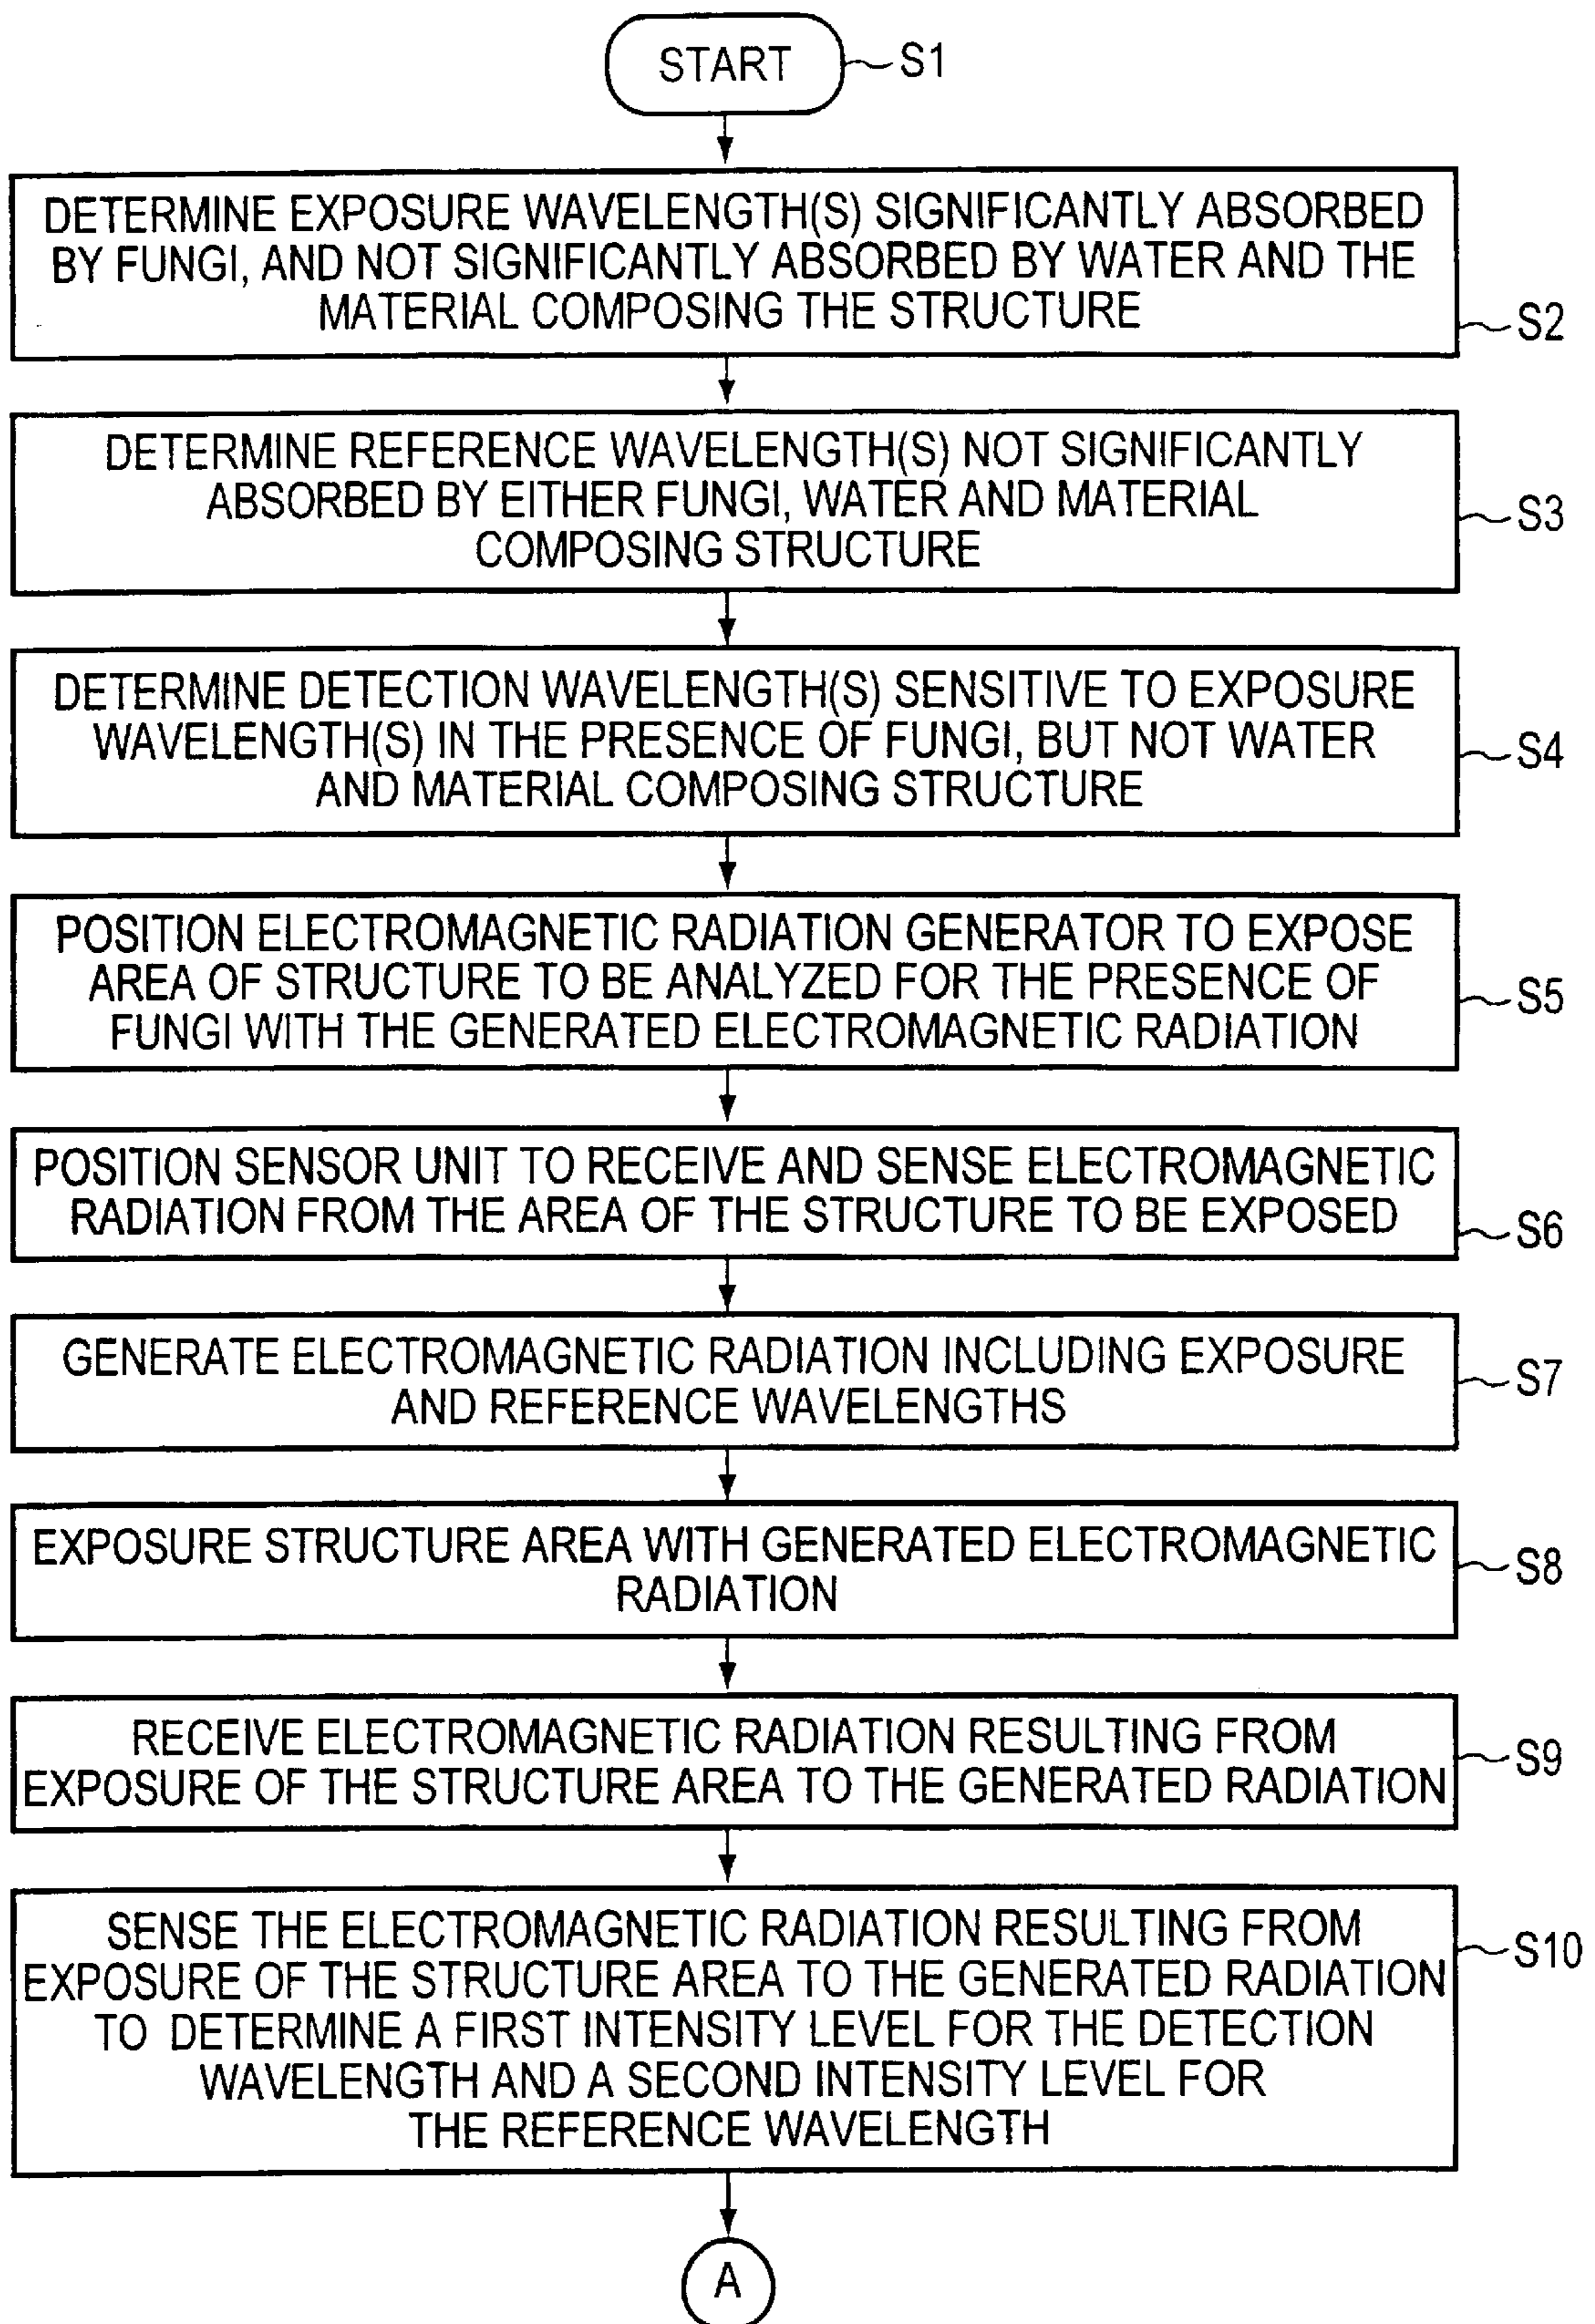 START
S1
DETERMINE EXPOSURE WAVELENGTH(S) SIGNIFICANTLY ABSORBED
BY FUNGI, AND NOT SIGNIFICANTLY ABSORBED BY WATER AND THE
MATERIAL COMPOSING THE STRUCTURE
S2
DETERMINE REFERENCE WAVELENGTH(S) NOT SIGNIFICANTLY
ABSORBED BY EITHER FUNGI, WATER AND MATERIAL
COMPOSING STRUCTURE
S3
DETERMINE DETECTION WAVELENGTH(S) SENSITIVE TO EXPOSURE
WAVELENGTH(S) IN THE PRESENCE OF FUNGI, BUT NOT WATER
AND MATERIAL COMPOSING STRUCTURE
S4
POSITION ELECTROMAGNETIC RADIATION GENERATOR TO EXPOSE
AREA OF STRUCTURE TO BE ANALYZED FOR THE PRESENCE OF
FUNGI WITH THE GENERATED ELECTROMAGNETIC RADIATION
S5
POSITION SENSOR UNIT TO RECEIVE AND SENSE ELECTROMAGNETIC
RADIATION FROM THE AREA OF THE STRUCTURE TO BE EXPOSED
S6
GENERATE ELECTROMAGNETIC RADIATION INCLUDING EXPOSURE
AND REFERENCE WAVELENGTHS
S7
EXPOSURE STRUCTURE AREA WITH GENERATED ELECTROMAGNETIC
RADIATION
S8
RECEIVE ELECTROMAGNETIC RADIATION RESULTING FROM
EXPOSURE OF THE STRUCTURE AREA TO THE GENERATED RADIATION
S9
SENSE THE ELECTROMAGNETIC RADIATION RESULTING FROM
EXPOSURE OF THE STRUCTURE AREA TO THE GENERATED RADIATION
TO DETERMINE A FIRST INTENSITY LEVEL FOR THE DETECTION
WAVELENGTH AND A SECOND INTENSITY LEVEL FOR
THE REFERENCE WAVELENGTH
S10
A